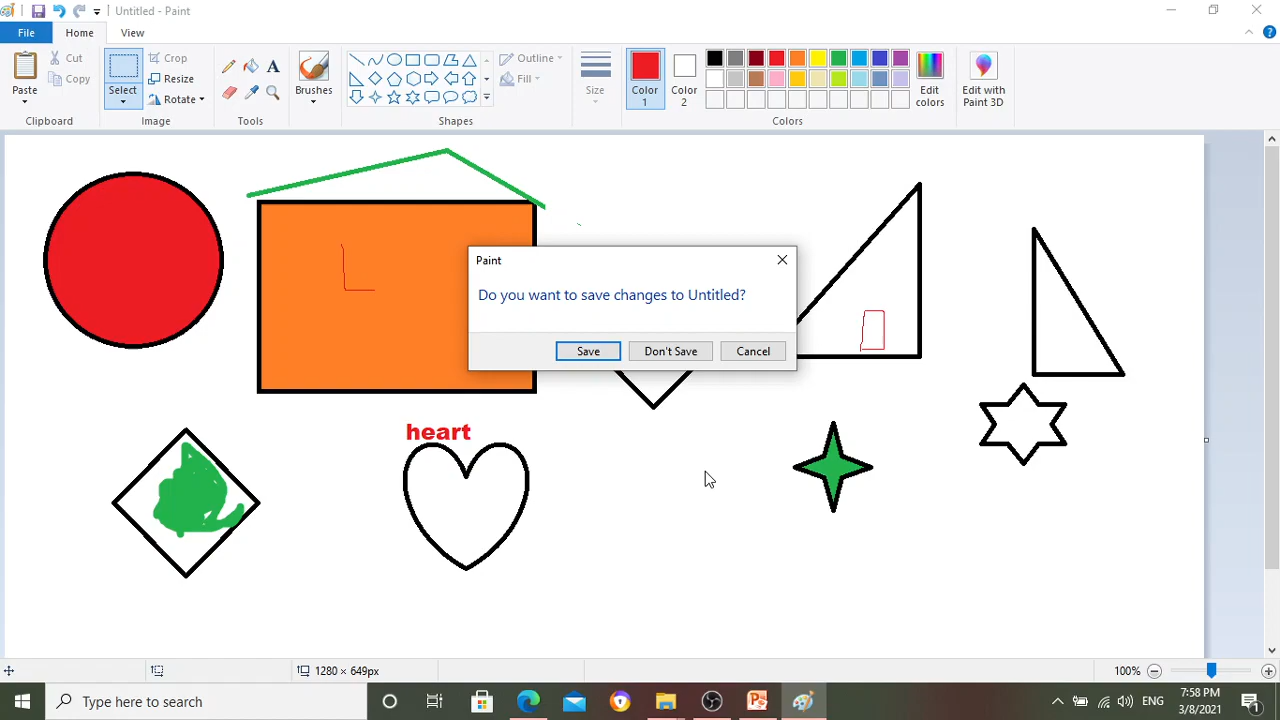 Untitled - Paint
File
Home
View
Paste
Cut
Copy
Clipboard
Select
Crop
Resize
Rotate
Image
A
Tools
Brushes
Shapes
Outline
Fill
Size
Color 1
Color 2
Edit colors
Colors
Edit with Paint 3D
Paint
Do you want to save changes to Untitled?
Save
Don't Save
Cancel
heart
1280 × 649px
100%
Type here to search
ENG
7:58 PM
3/8/2021
1